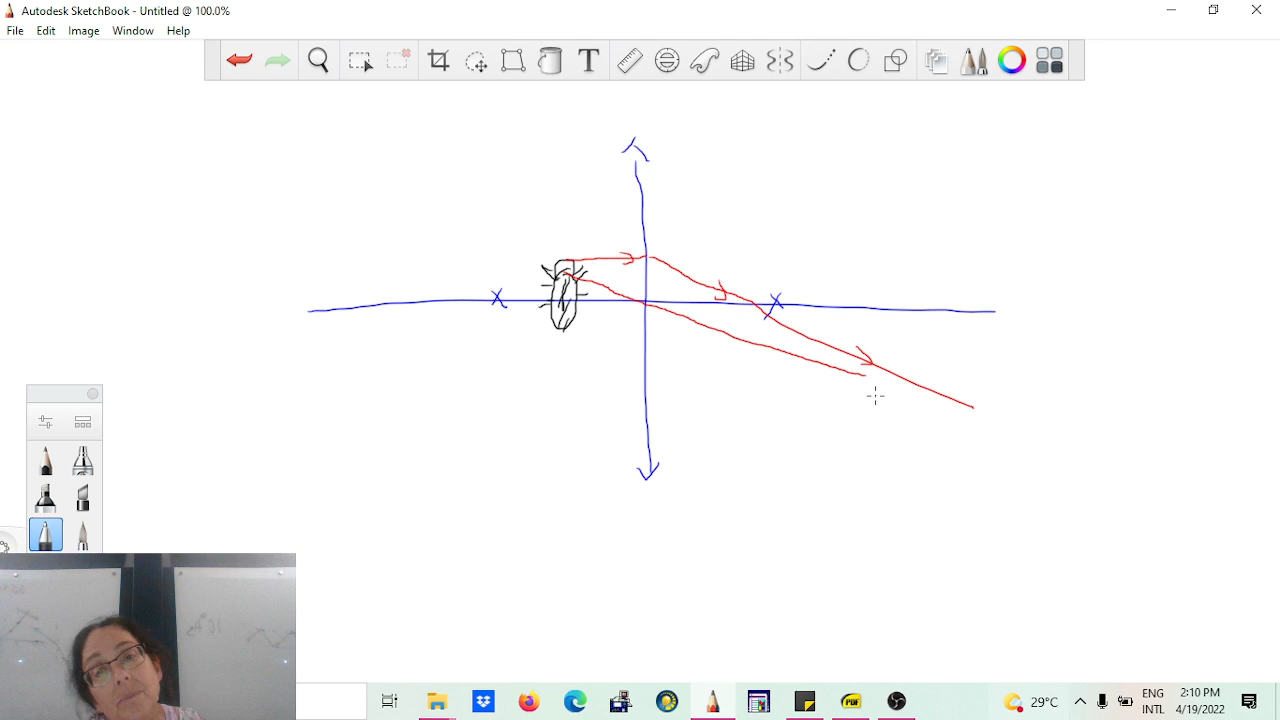 Autodesk SketchBook - Untitled @ 100.0%
File Edit Image Window Help
T
X X
PDF
29°C
ENG
INTL
2:10 PM
4/19/2022